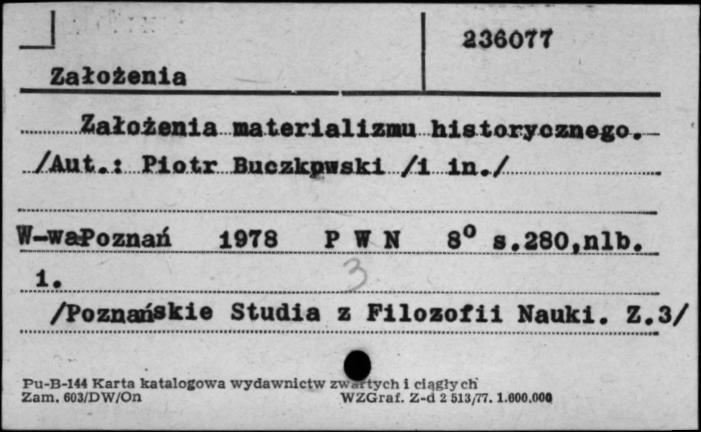 236077
Założenia
Założenia materializmu historycznego.—
/Aut.: Piotr Buczkpwski /i in./
W-waPoznań 1978 P W N 8° s.280,nlb.
1.
3
/Poznańskie Studia z Filozofii Nauki. Z.3/
Pu-B-144 Karta katalogowa wydawnictw zwartych i ciągłych
Zam. 603/DW/On WZGraf. Z-d 2 513/77. 1.600.000